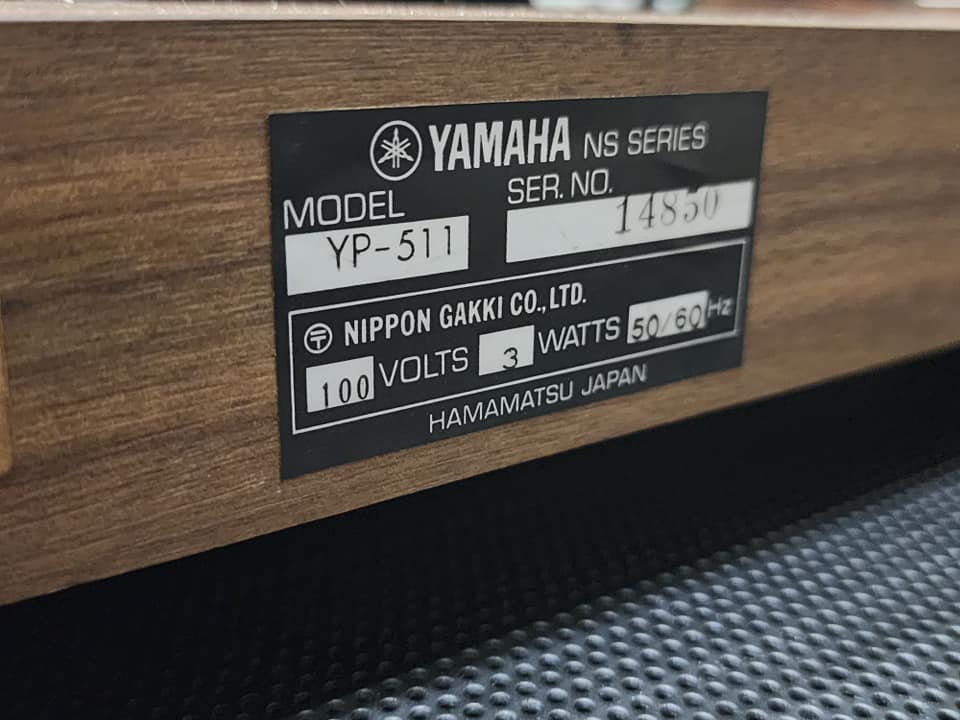 YAMAHA NS SERIES
MODEL SER. NO.
YP-511 14850
〶 NIPPON GAKKI CO.,LTD.
100 VOLTS 3 WATTS 50/60 Hz
HAMAMATSU JAPAN